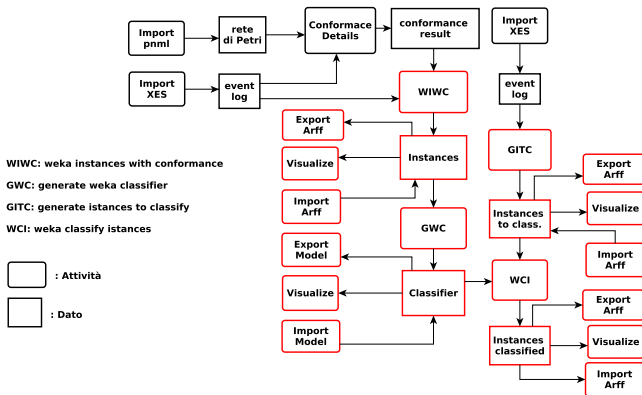 Import
pnml
rete
di Petri
Conformace
Details
conformance
result
Import
XES
Import
XES
event
log
WIWC
event
log
Export
Arff
Visualize
Instances
GITC
Export
Arff
WIWC: weka instances with conformance
GWC: generate weka classifier
GITC: generate istances to classify
WCI: weka classify istances
Import
Arff
GWC
Instances
to class.
Visualize
Export
Model
Import
Arff
: Attività
Visualize
Classifier
WCI
Export
Arff
: Dato
Import
Model
Instances
classified
Visualize
Import
Arff